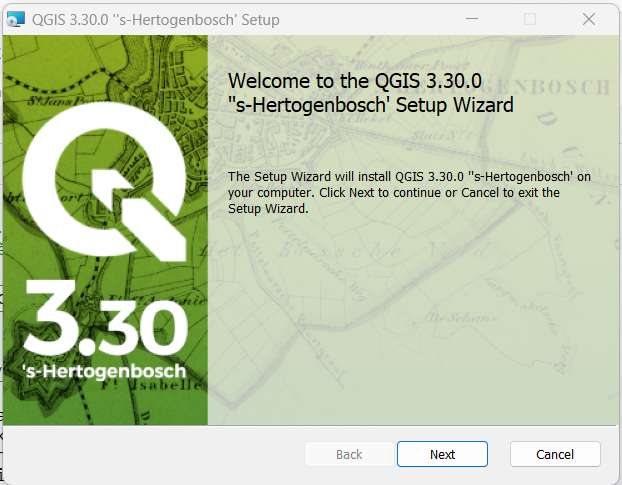 QGIS 3.30.0 ''s-Hertogenbosch' Setup
Welcome to the QGIS 3.30.0
''s-Hertogenbosch' Setup Wizard
The Setup Wizard will install QGIS 3.30.0 ''s-Hertogenbosch' on
your computer. Click Next to continue or Cancel to exit the
Setup Wizard.
3.30
's-Hertogenbosch
Ft Isabelle
Back
Next
Cancel